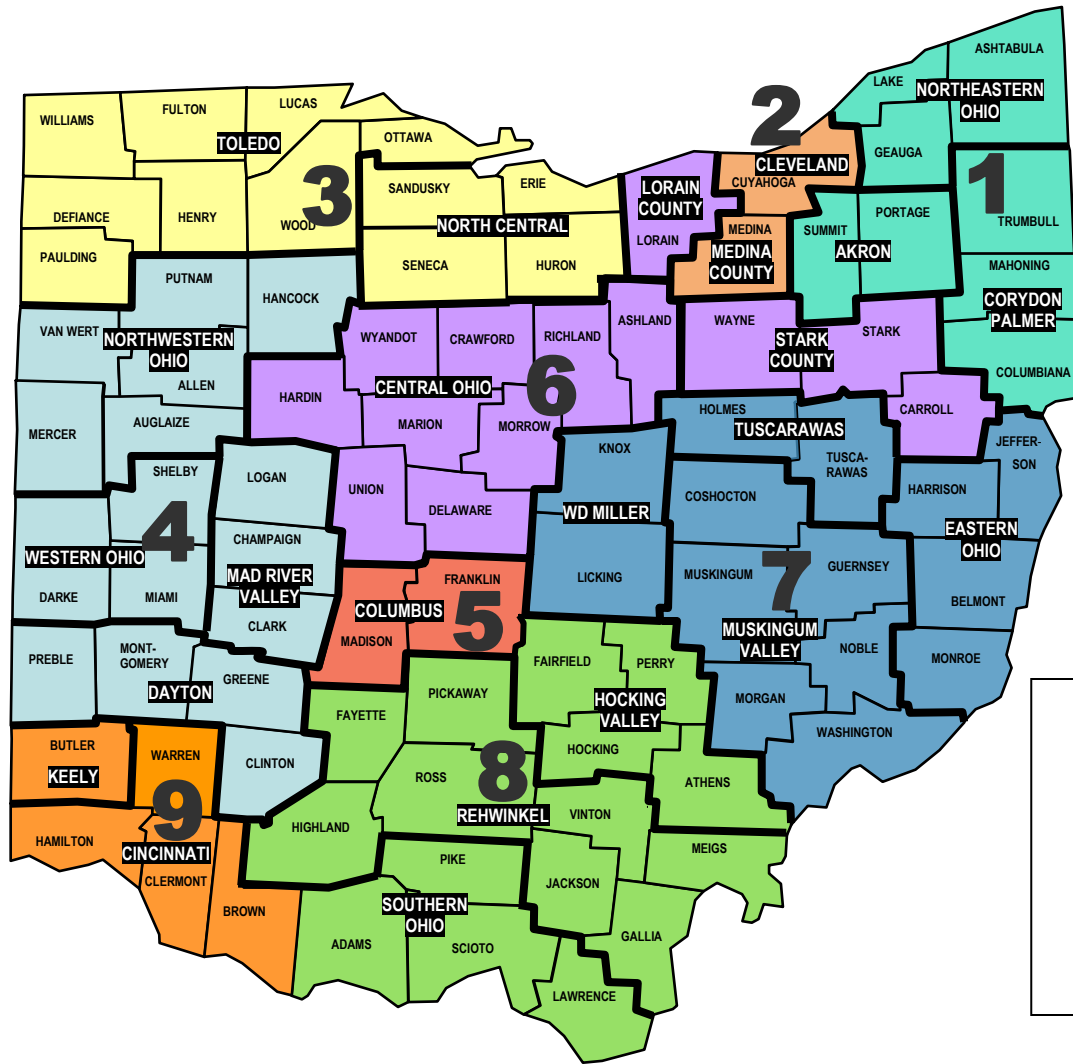 ASHTABULA
LAKE
NORTHEASTERN
OHIO
2
GEAUGA
CLEVELAND
CUYAHOGA
1
TRUMBULL
WILLIAMS
FULTON
LUCAS
TOLEDO
OTTAWA
3
SANDUSKY
ERIE
NORTH CENTRAL
DEFIANCE
HENRY
WOOD
PAULDING
SENECA
HURON
LORAIN
COUNTY
LORAIN
MEDINA
MEDINA
COUNTY
SUMMIT
PORTAGE
AKRON
MAHONING
CORYDON
PALMER
COLUMBIANA
PUTNAM
HANCOCK
VAN WERT
NORTHWESTERN
OHIO
ALLEN
MERCER
AUGLAIZE
WYANDOT
CRAWFORD
RICHLAND
ASHLAND
CENTRAL OHIO
6
HARDIN
MARION
MORROW
UNION
DELAWARE
WAYNE
STARK
STARK
COUNTY
CARROLL
HOLMES
TUSCARAWAS
TUSCA-
RAWAS
JEFFER-
SON
HARRISON
EASTERN
OHIO
KNOX
COSHOCTON
WD MILLER
LICKING
MUSKINGUM
7
GUERNSEY
BELMONT
MUSKINGUM
VALLEY
NOBLE
MONROE
MORGAN
WASHINGTON
SHELBY
LOGAN
4
WESTERN OHIO
CHAMPAIGN
MAD RIVER
VALLEY
DARKE
MIAMI
CLARK
PREBLE
MONT-
GOMERY
GREENE
DAYTON
CLINTON
FRANKLIN
COLUMBUS
5
MADISON
FAIRFIELD
PERRY
PICKAWAY
HOCKING
VALLEY
FAYETTE
HOCKING
ROSS
8
ATHENS
REHWINKEL
VINTON
HIGHLAND
MEIGS
PIKE
JACKSON
SOUTHERN
OHIO
GALLIA
ADAMS
SCIOTO
LAWRENCE
BUTLER
KEELY
WARREN
9
HAMILTON
CINCINNATI
CLERMONT
BROWN